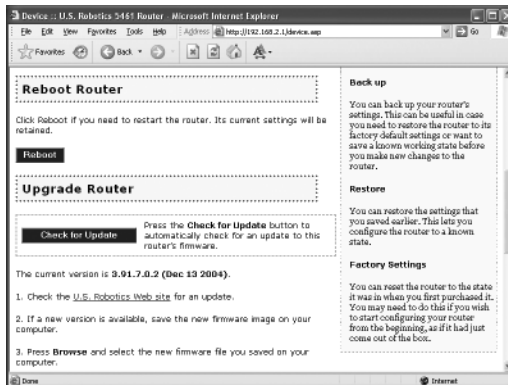 Device :: U.S. Robotics 5461 Router - Microsoft Internet Explorer
File Edit View Favorites Tools Help
Address http://192.168.2.1/device.asp
Go
Favorites
Back
Reboot Router
Click Reboot if you need to restart the router. Its current settings will be
retained.
Reboot
Upgrade Router
Check for Update
Press the Check for Update button to
automatically check for an update to this
router's firmware.
The current version is 3.91.7.0.2 (Dec 13 2004).
1. Check the U.S. Robotics Web site for an update.
2. If a new version is available, save the new firmware image on your
computer.
3. Press Browse and select the new firmware file you saved on your
computer.
Back up
You can back up your router's
settings. This can be useful in case
you need to restore the router to its
factory default settings or want to
save a known working state before
you make new changes to the
router.
Restore
You can restore the settings that
you saved earlier. This lets you
configure the router to a known
state.
Factory Settings
You can reset the router to the state
it was in when you first purchased it.
You may need to do this if you wish
to start configuring your router
from the beginning, as if it had just
come out of the box.
Done
Internet